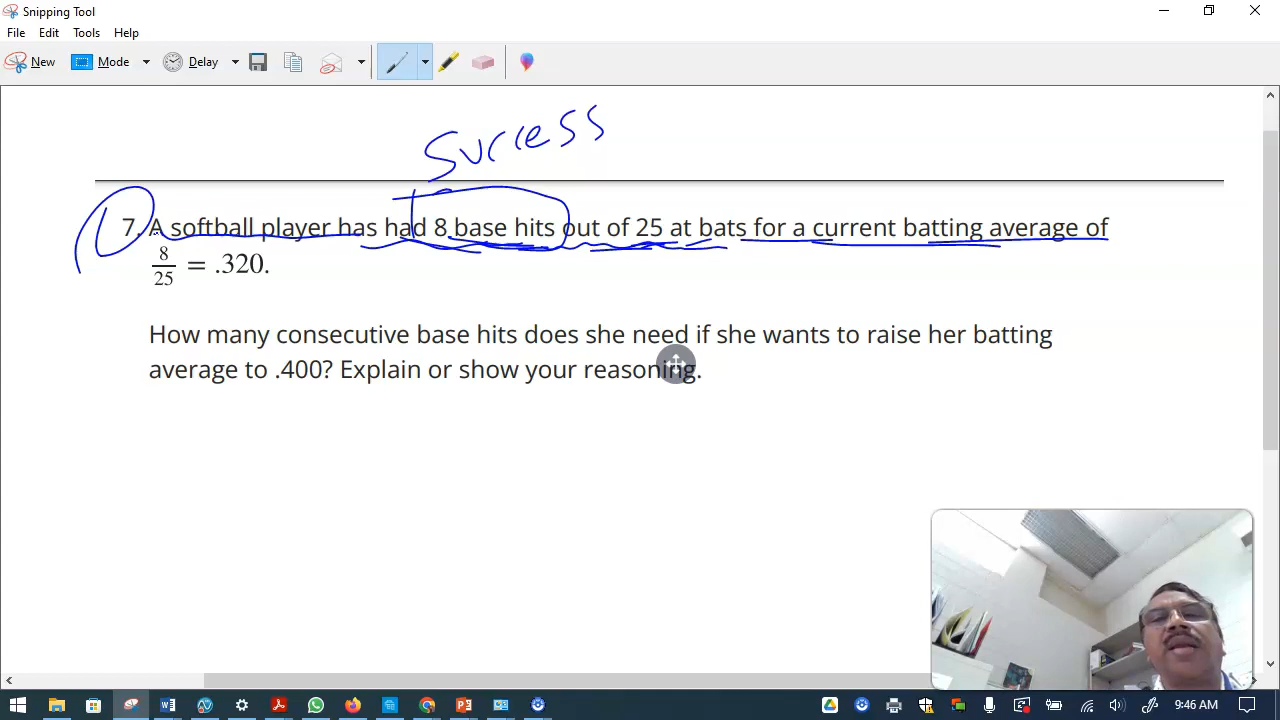 Snipping Tool
File Edit Tools Help
New Mode Delay
Success
7. A softball player has had 8 base hits out of 25 at bats for a current batting average of
8/25 = .320.
How many consecutive base hits does she need if she wants to raise her batting
average to .400? Explain or show your reasoning.
9:46 AM